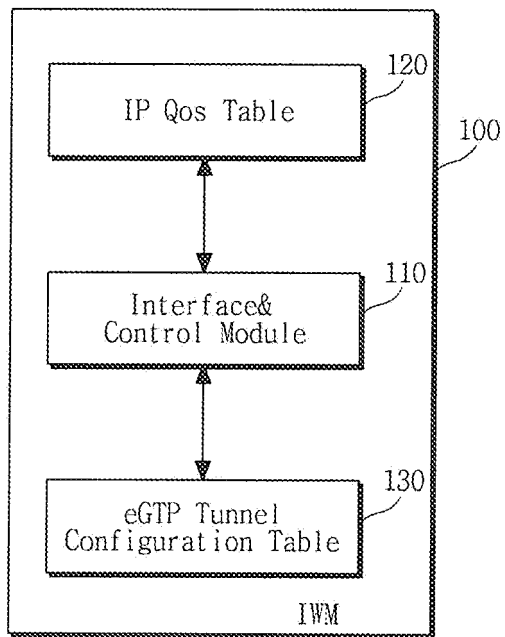 IP Qos Table
120
100
Interface&
Control Module
110
eGTP Tunnel
Configuration Table
130
IWM